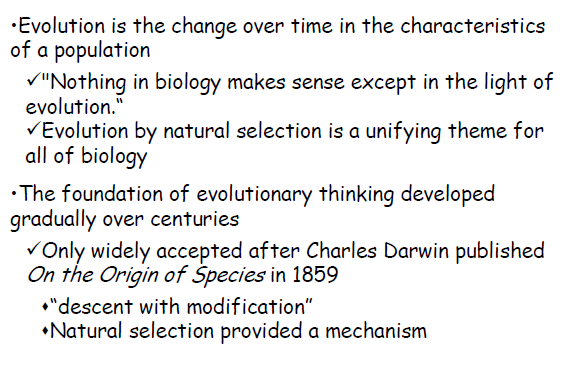 •Evolution is the change over time in the characteristics
of a population
✓"Nothing in biology makes sense except in the light of
evolution.“
✓Evolution by natural selection is a unifying theme for
all of biology
•The foundation of evolutionary thinking developed
gradually over centuries
✓Only widely accepted after Charles Darwin published
On the Origin of Species in 1859
♦“descent with modification”
♦Natural selection provided a mechanism